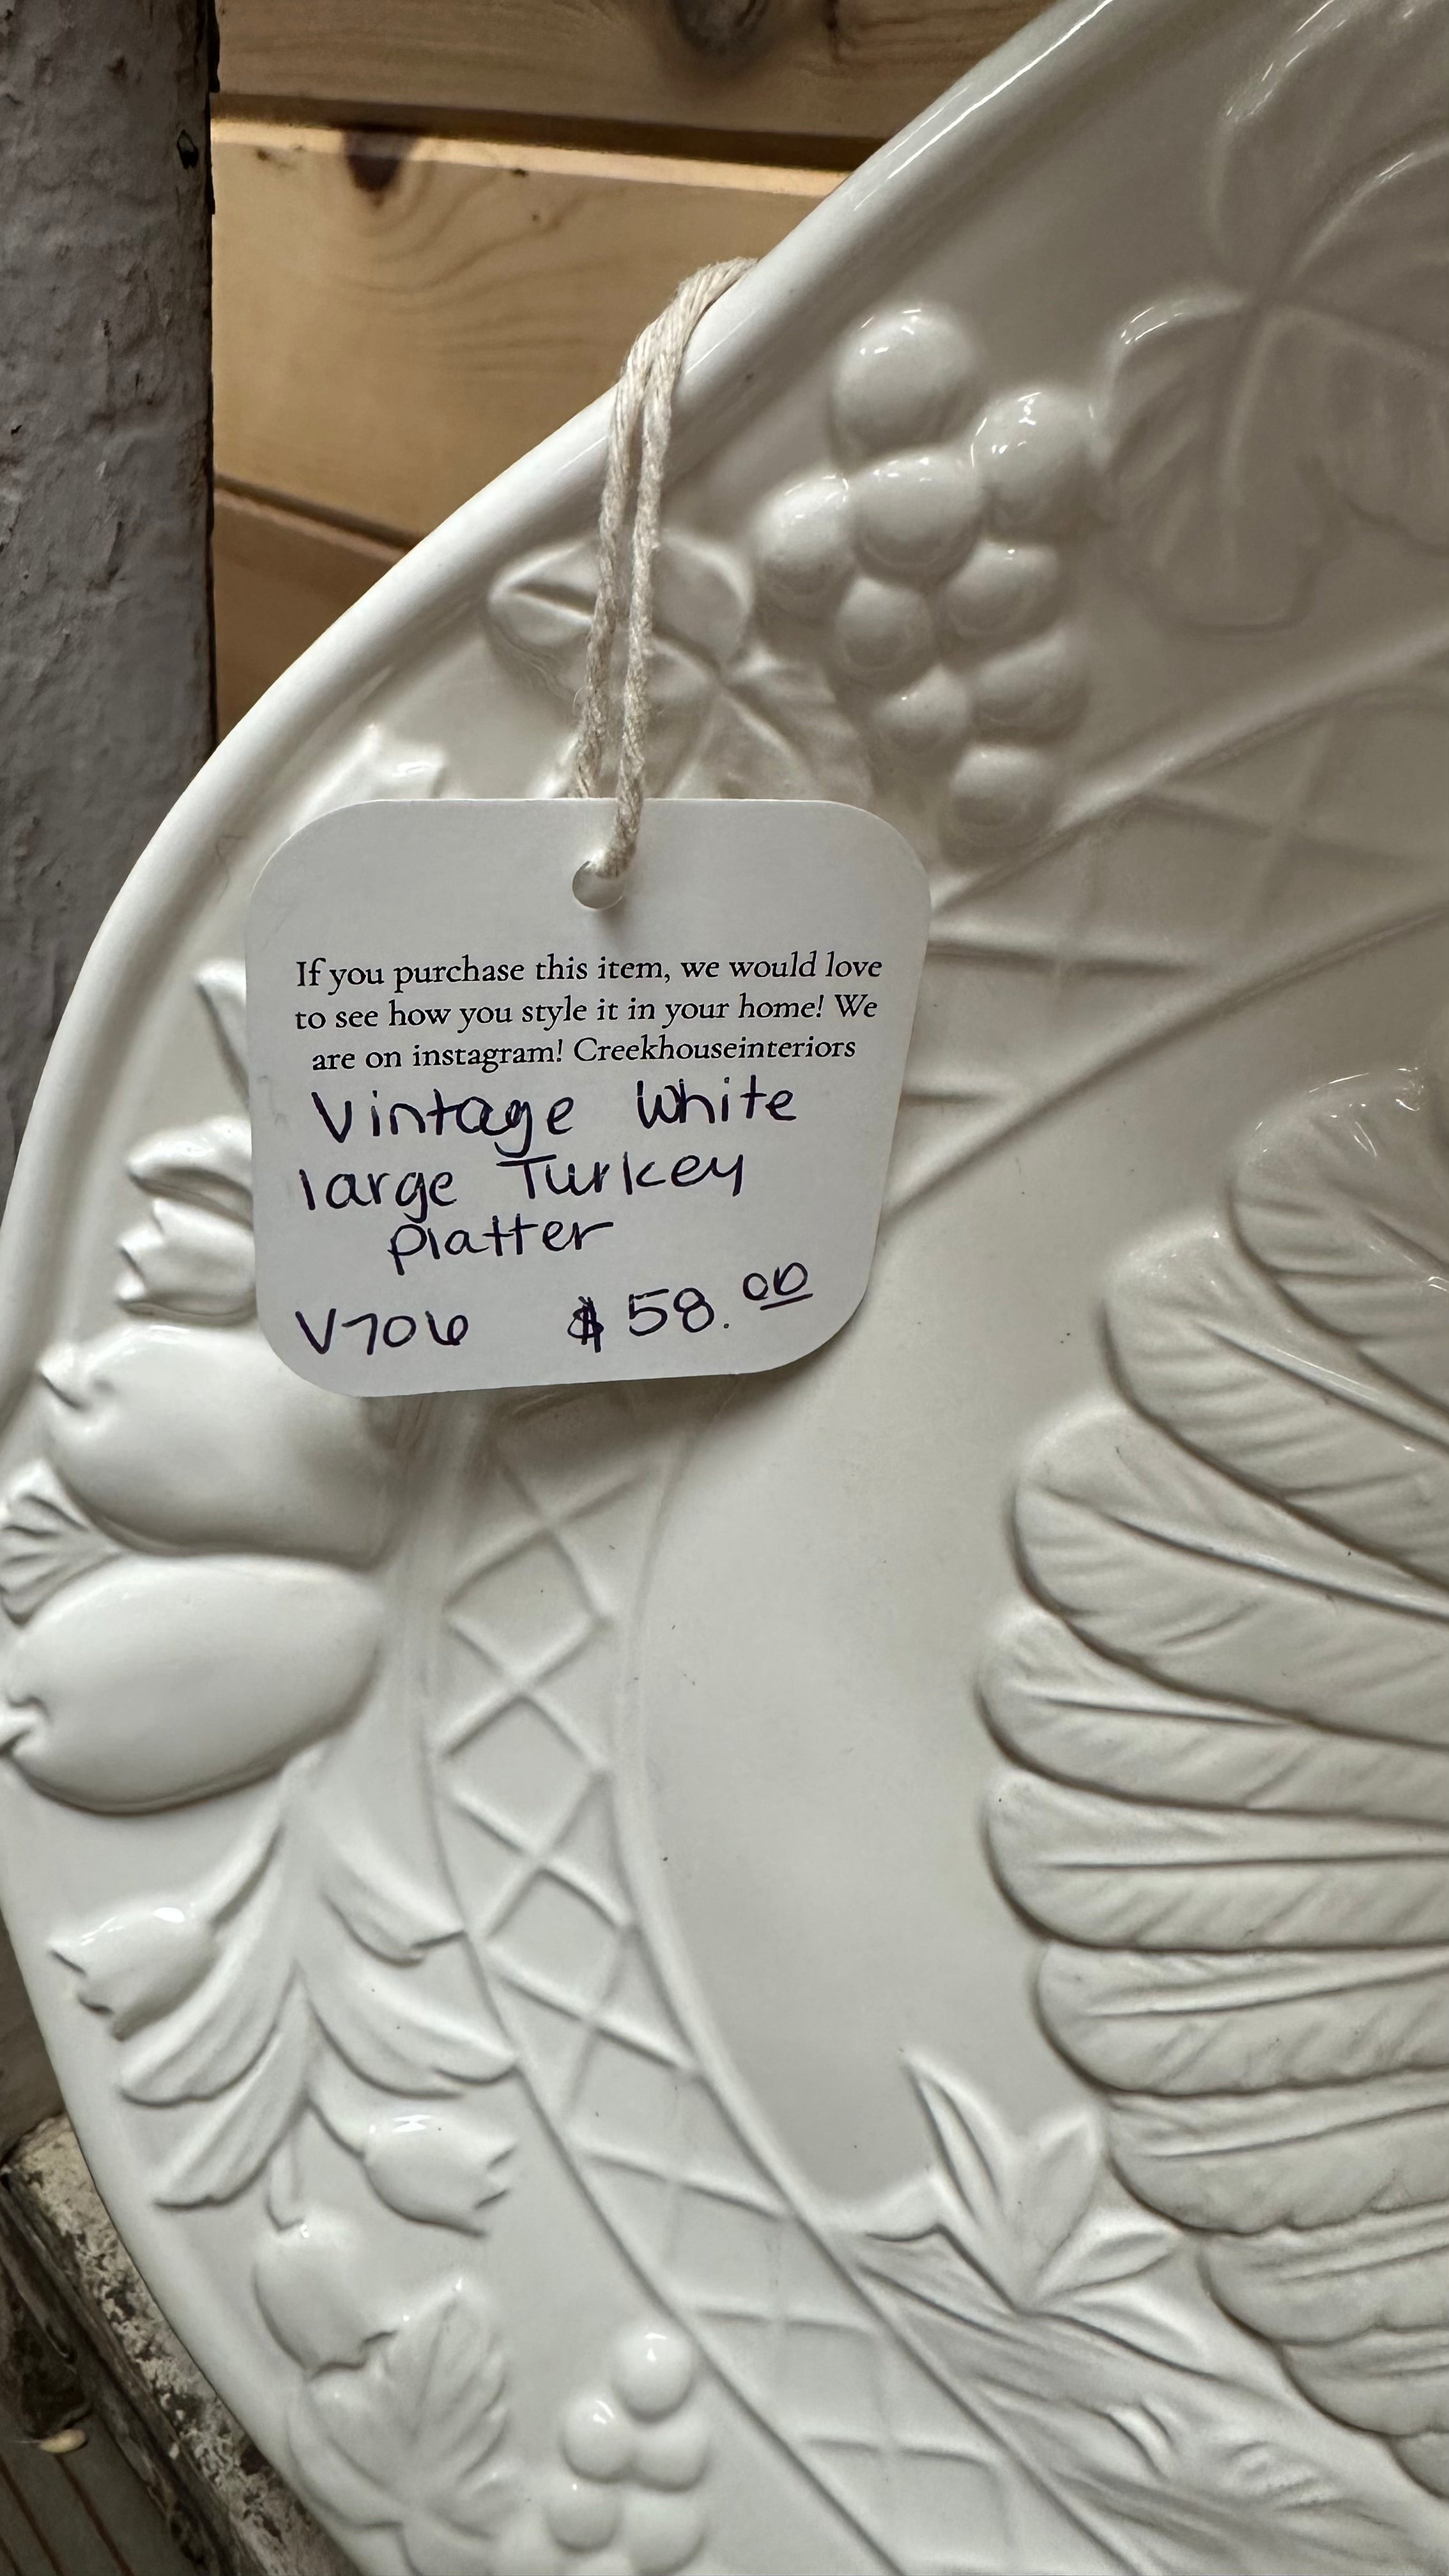 If you purchase this item, we would love
to see how you style it in your home! We
are on instagram! Creekhouseinteriors
Vintage White
large Turkey
platter
V706 $58.00